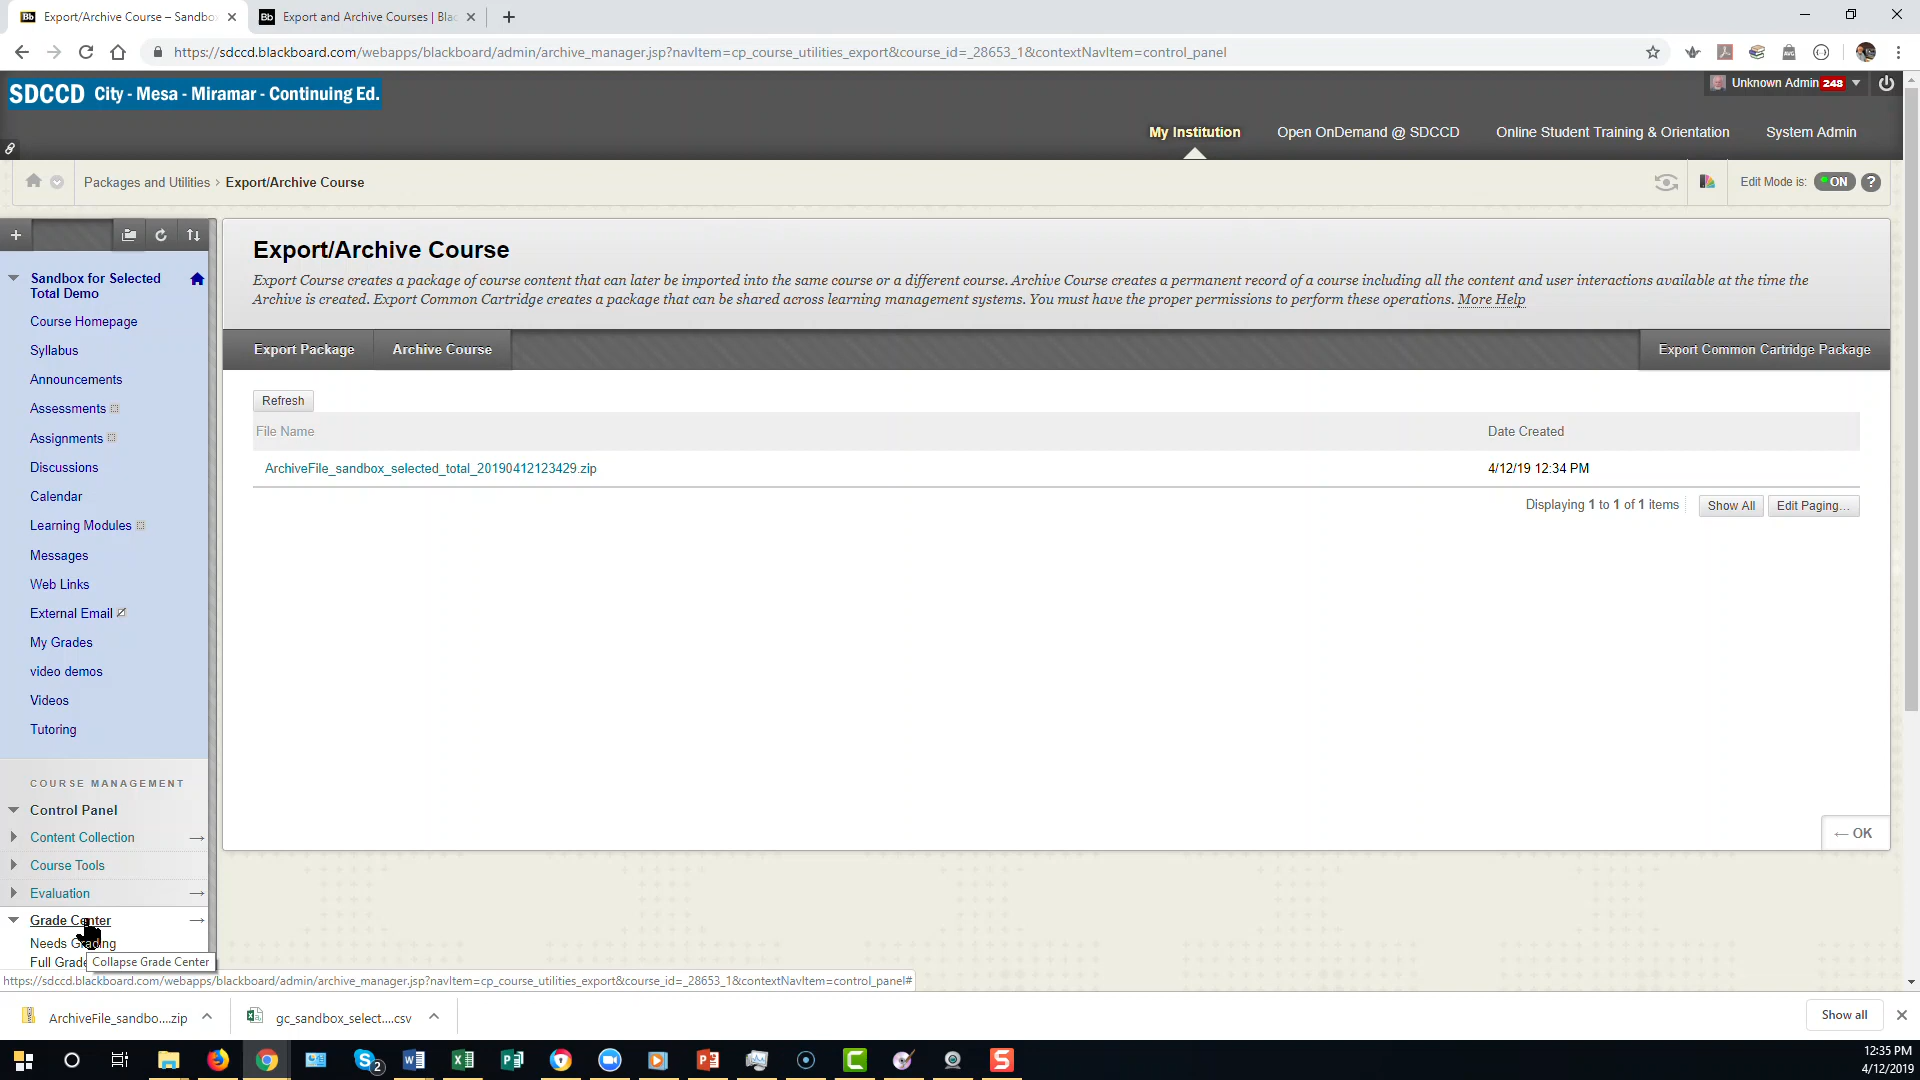 Export/Archive Course – Sandbo
Export and Archive Courses | Blac
https://sdccd.blackboard.com/webapps/blackboard/admin/archive_manager.jsp?navItem=cp_course_utilities_export&course_id=_28653_1&contextNavItem=control_panel
SDCCD City - Mesa - Miramar - Continuing Ed.
Unknown Admin 248
My Institution
Open OnDemand @ SDCCD
Online Student Training & Orientation
System Admin
Packages and Utilities › Export/Archive Course
Edit Mode is: ON ?
Sandbox for Selected
Total Demo
Course Homepage
Syllabus
Announcements
Assessments
Assignments
Discussions
Calendar
Learning Modules
Messages
Web Links
External Email
My Grades
video demos
Videos
Tutoring
COURSE MANAGEMENT
Control Panel
Content Collection
Course Tools
Evaluation
Grade Center
Needs Grading
Full Grade
Collapse Grade Center
Export/Archive Course
Export Course creates a package of course content that can later be imported into the same course or a different course. Archive Course creates a permanent record of a course including all the content and user interactions available at the time the
Archive is created. Export Common Cartridge creates a package that can be shared across learning management systems. You must have the proper permissions to perform these operations. More Help
Export Package
Archive Course
Export Common Cartridge Package
Refresh
File Name
Date Created
ArchiveFile_sandbox_selected_total_20190412123429.zip
4/12/19 12:34 PM
Displaying 1 to 1 of 1 items
Show All
Edit Paging...
← OK
https://sdccd.blackboard.com/webapps/blackboard/admin/archive_manager.jsp?navItem=cp_course_utilities_export&course_id=_28653_1&contextNavItem=control_panel#
ArchiveFile_sandbo....zip
gc_sandbox_select....csv
Show all
12:35 PM
4/12/2019